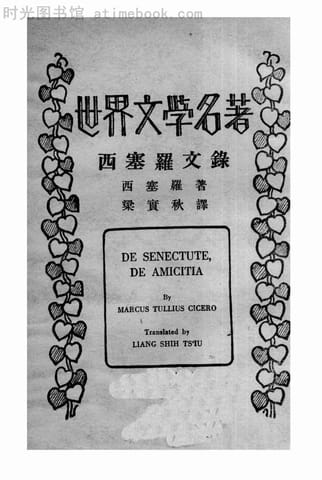 时光图书馆 atimebook.com
世界文学名著
西塞羅文錄
西塞羅著
梁實秋譯
DE SENECTUTE,
DE AMICITIA
By
MARCUS TULLIUS CICERO
Translated by
LIANG SHIH TS'IU